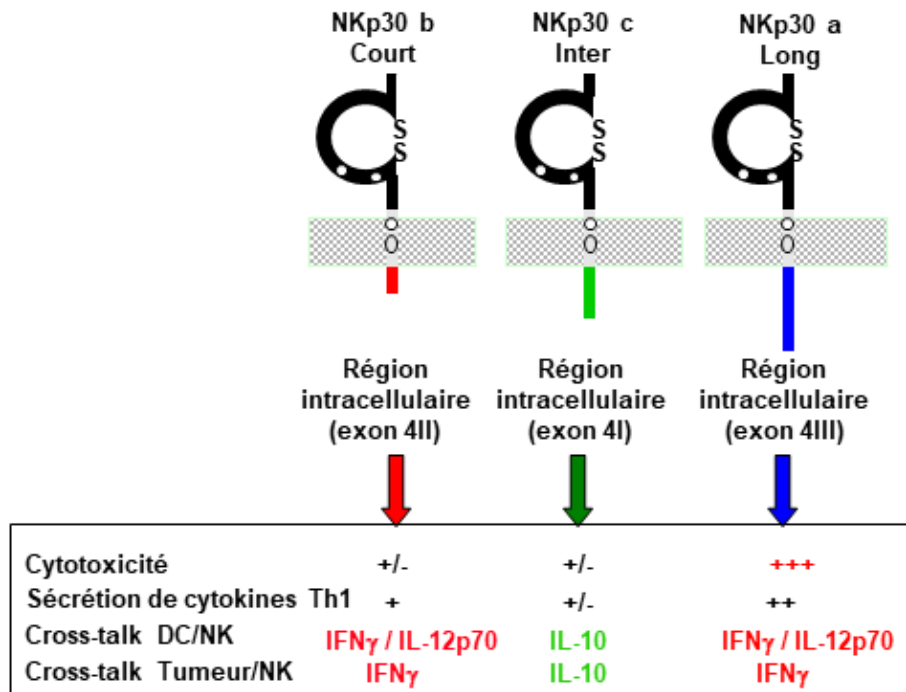 NKp30 b NKp30 c NKp30 a
Court Inter Long
S S S
S S S
Région Région Région
intracellulaire intracellulaire intracellulaire
(exon 4II) (exon 4I) (exon 4III)
Cytotoxicité +/- +/- +++
Sécrétion de cytokines Th1 + +/- ++
Cross-talk DC/NK IFNγ / IL-12p70 IL-10 IFNγ / IL-12p70
Cross-talk Tumeur/NK IFNγ IL-10 IFNγ